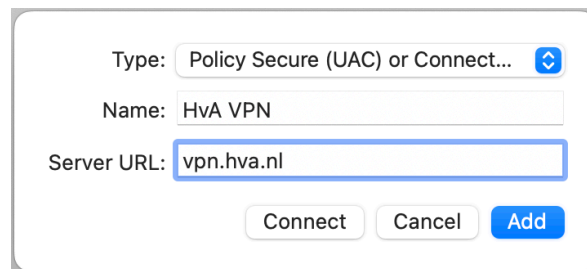 Type: Policy Secure (UAC) or Connect...
Name: HvA VPN
Server URL: vpn.hva.nl
Connect Cancel Add